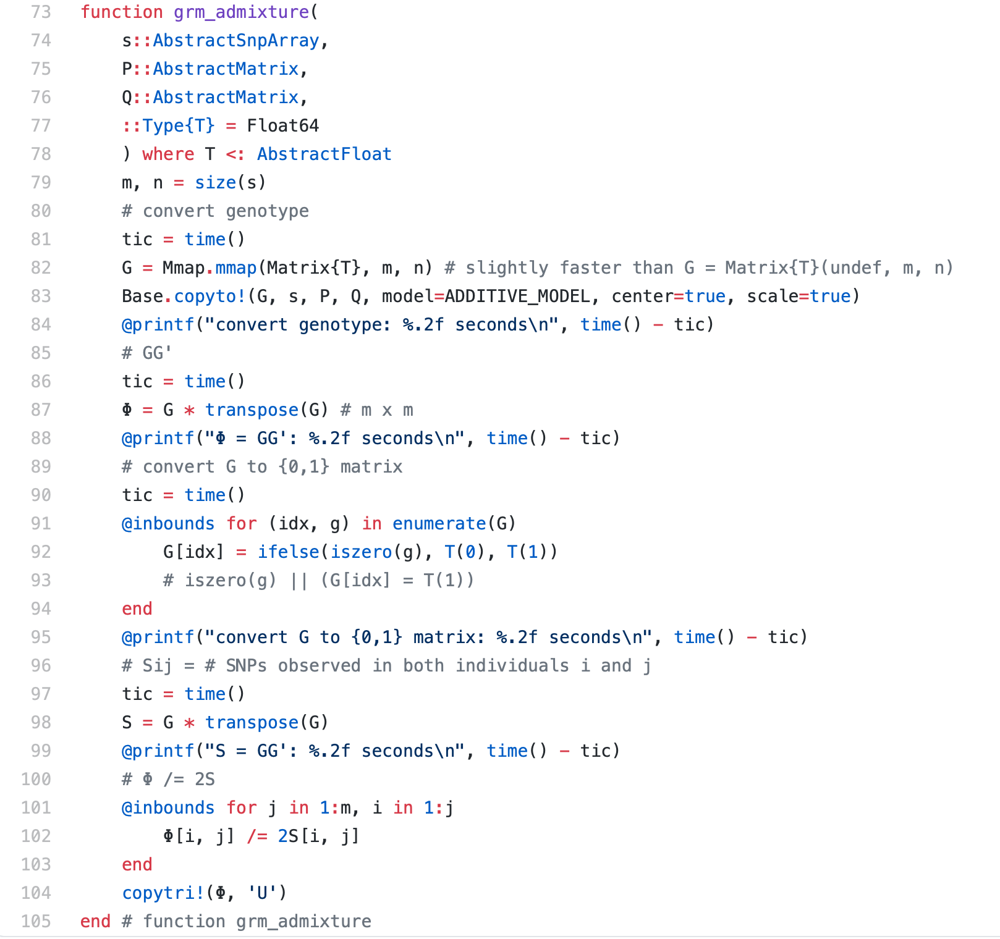 73 function grm_admixture(
74     s::AbstractSnpArray,
75     P::AbstractMatrix,
76     Q::AbstractMatrix,
77     ::Type{T} = Float64
78     ) where T <: AbstractFloat
79     m, n = size(s)
80     # convert genotype
81     tic = time()
82     G = Mmap.mmap(Matrix{T}, m, n) # slightly faster than G = Matrix{T}(undef, m, n)
83     Base.copyto!(G, s, P, Q, model=ADDITIVE_MODEL, center=true, scale=true)
84     @printf("convert genotype: %.2f seconds\n", time() - tic)
85     # GG'
86     tic = time()
87     Φ = G * transpose(G) # m x m
88     @printf("Φ = GG': %.2f seconds\n", time() - tic)
89     # convert G to {0,1} matrix
90     tic = time()
91     @inbounds for (idx, g) in enumerate(G)
92         G[idx] = ifelse(iszero(g), T(0), T(1))
93         # iszero(g) || (G[idx] = T(1))
94     end
95     @printf("convert G to {0,1} matrix: %.2f seconds\n", time() - tic)
96     # Sij = # SNPs observed in both individuals i and j
97     tic = time()
98     S = G * transpose(G)
99     @printf("S = GG': %.2f seconds\n", time() - tic)
100     # Φ /= 2S
101     @inbounds for j in 1:m, i in 1:j
102         Φ[i, j] /= 2S[i, j]
103     end
104     copytri!(Φ, 'U')
105 end # function grm_admixture